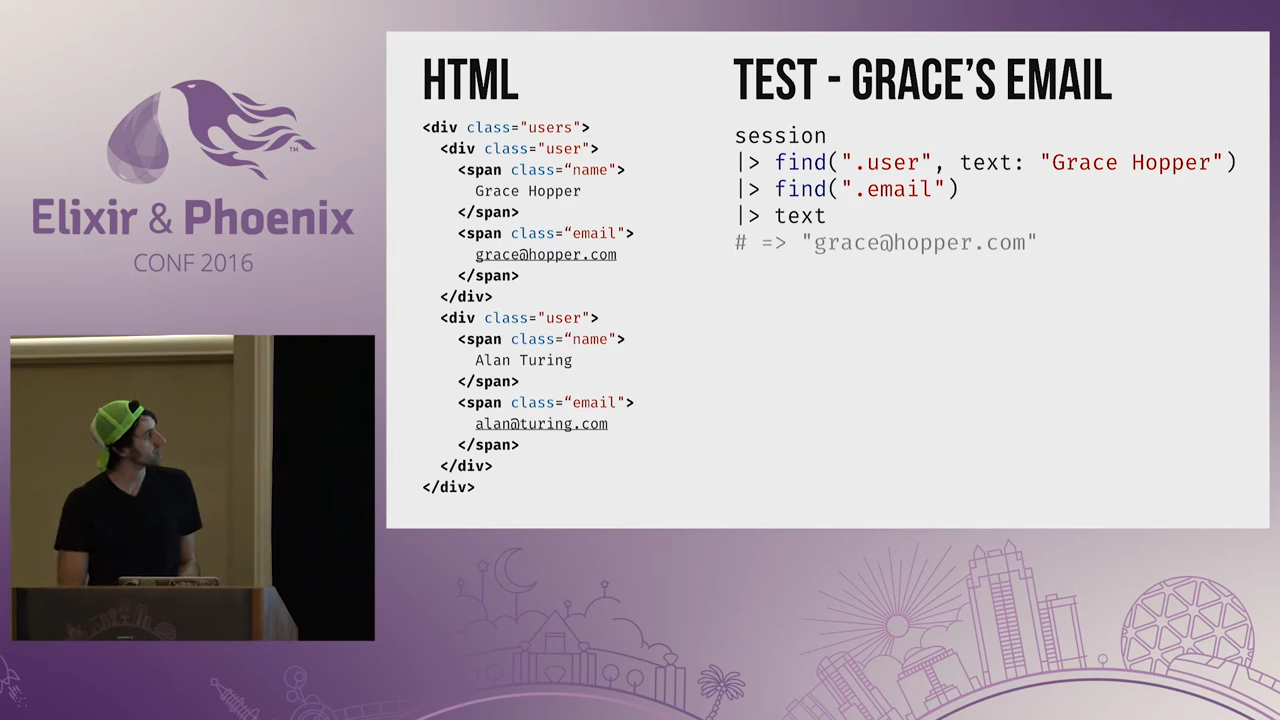 Elixir & Phoenix
TM
CONF 2016
HTML
<div class="users">
<div class="user">
<span class=“name">
Grace Hopper
</span>
<span class=“email">
grace@hopper.com
</span>
</div>
<div class="user">
<span class=“name">
Alan Turing
</span>
<span class=“email">
alan@turing.com
</span>
</div>
</div>
TEST - GRACE’S EMAIL
session
|> find(".user", text: "Grace Hopper")
|> find(".email")
|> text
# => "grace@hopper.com"